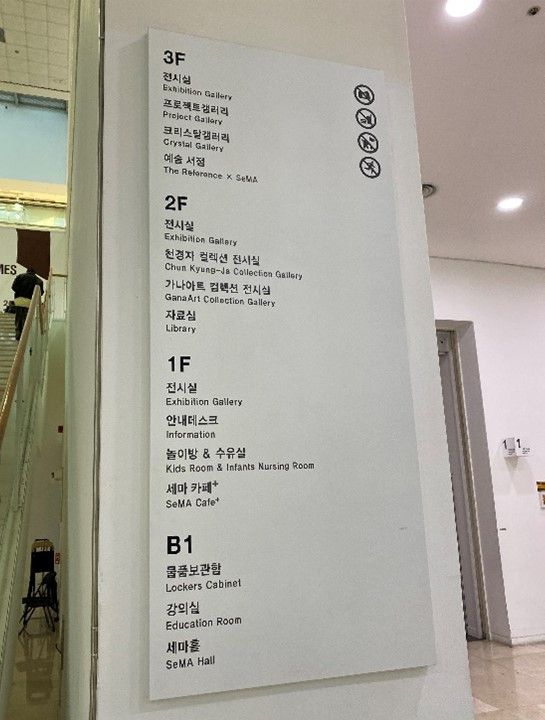 3F
전시실
Exhibition Gallery
프로젝트갤러리
Project Gallery
크리스탈갤러리
Crystal Gallery
예술 서점
The Reference × SeMA
2F
전시실
Exhibition Gallery
천경자 컬렉션 전시실
Chun Kyung-Ja Collection Gallery
가나아트 컬렉션 전시실
GanaArt Collection Gallery
자료실
Library
1F
전시실
Exhibition Gallery
안내데스크
Information
놀이방 & 수유실
Kids Room & Infants Nursing Room
세마 카페+
SeMA Cafe+
B1
물품보관함
Lockers Cabinet
강의실
Education Room
세마홀
SeMA Hall
MES
1
1